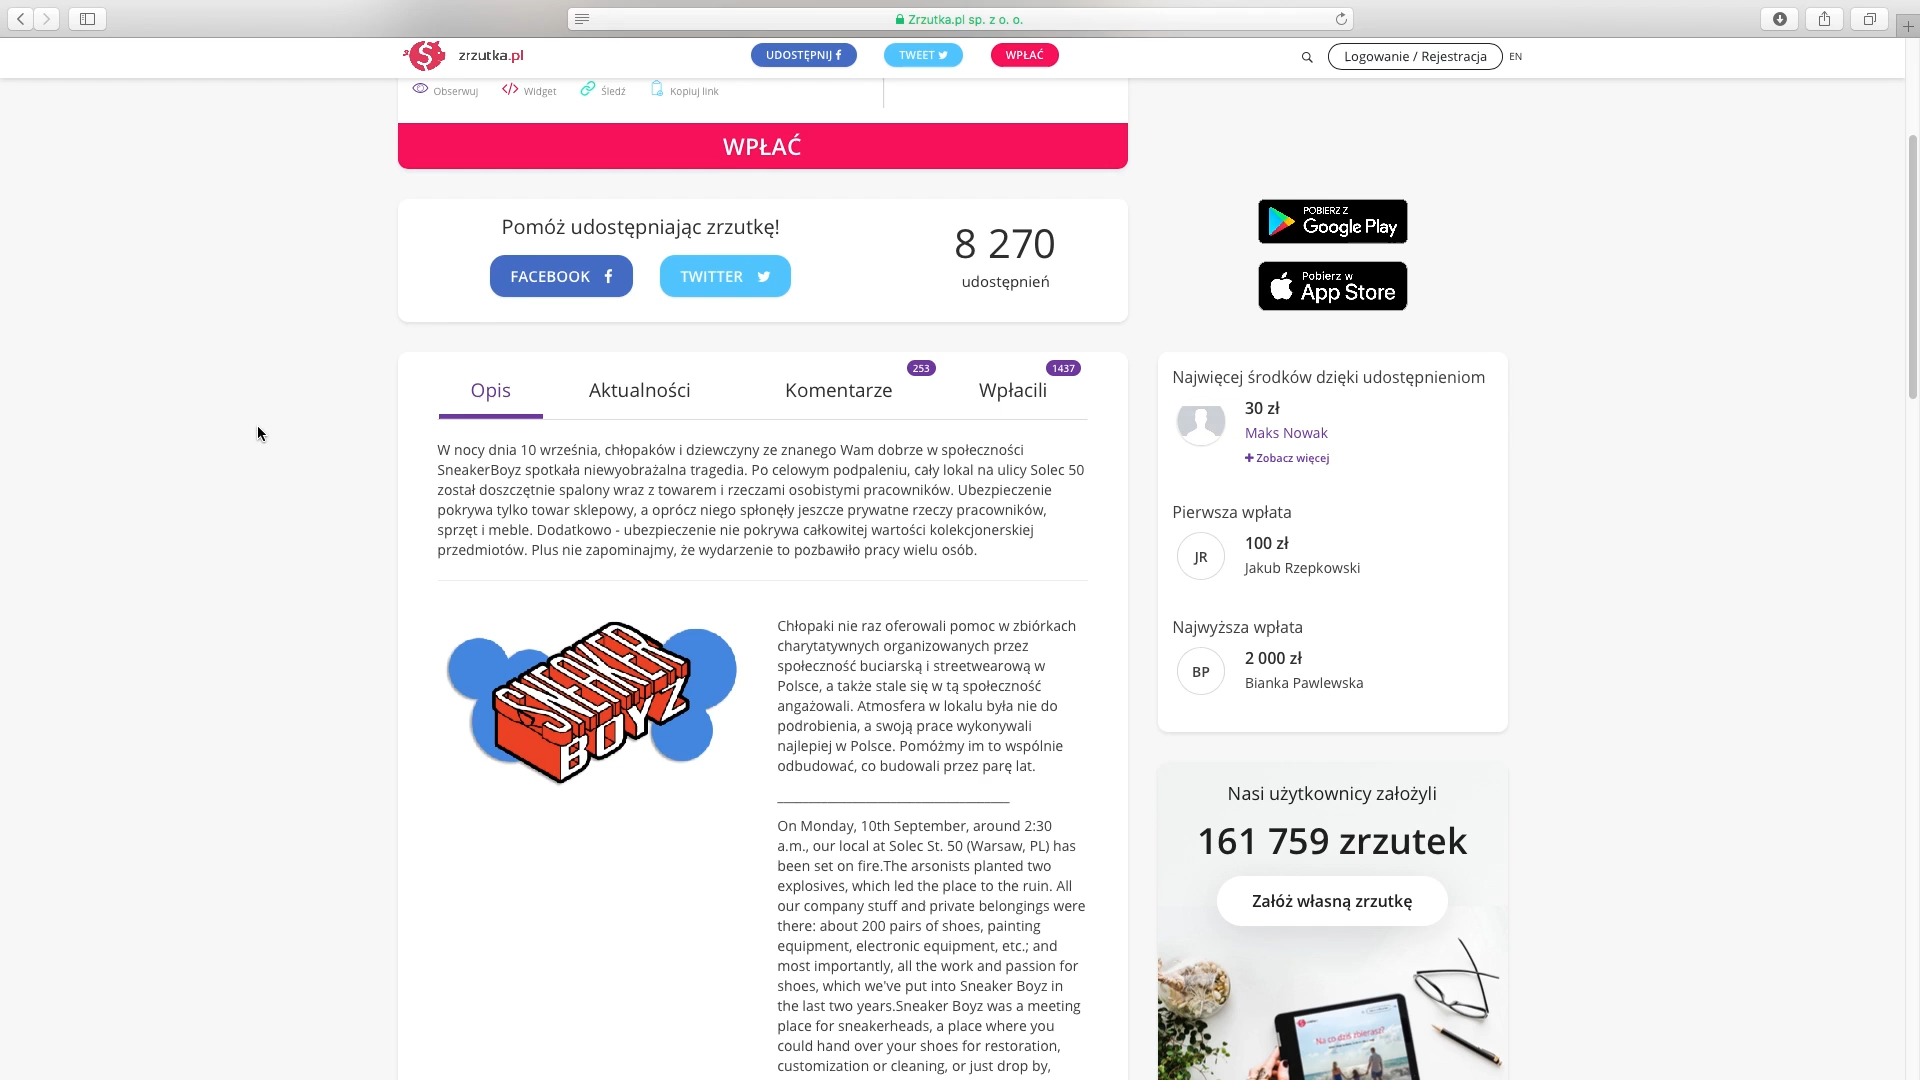 Zrzutka.pl sp. z o. o.
zrzutka.pl
UDOSTĘPNIJ
TWEET
WPŁAĆ
Logowanie / Rejestracja
EN
Obserwuj
Widget
Śledź
Kopiuj link
WPŁAĆ
Pomóż udostępniając zrzutkę!
FACEBOOK
TWITTER
8 270
udostępnień
POBIERZ Z
Google Play
Pobierz w
App Store
Opis
Aktualności
Komentarze
253
Wpłacili
1437
W nocy dnia 10 września, chłopaków i dziewczyny ze znanego Wam dobrze w społeczności
SneakerBoyz spotkała niewyobrażalna tragedia. Po celowym podpaleniu, cały lokal na ulicy Solec 50
został doszczętnie spalony wraz z towarem i rzeczami osobistymi pracowników. Ubezpieczenie
pokrywa tylko towar sklepowy, a oprócz niego spłonęły jeszcze prywatne rzeczy pracowników,
sprzęt i meble. Dodatkowo - ubezpieczenie nie pokrywa całkowitej wartości kolekcjonerskiej
przedmiotów. Plus nie zapominajmy, że wydarzenie to pozbawiło pracy wielu osób.
SNEAKER
BOYZ
Chłopaki nie raz oferowali pomoc w zbiórkach
charytatywnych organizowanych przez
społeczność buciarską i streetwearową w
Polsce, a także stale się w tą społeczność
angażowali. Atmosfera w lokalu była nie do
podrobienia, a swoją prace wykonywali
najlepiej w Polsce. Pomóżmy im to wspólnie
odbudować, co budowali przez parę lat.
On Monday, 10th September, around 2:30
a.m., our local at Solec St. 50 (Warsaw, PL) has
been set on fire.The arsonists planted two
explosives, which led the place to the ruin. All
our company stuff and private belongings were
there: about 200 pairs of shoes, painting
equipment, electronic equipment, etc.; and
most importantly, all the work and passion for
shoes, which we've put into Sneaker Boyz in
the last two years.Sneaker Boyz was a meeting
place for sneakerheads, a place where you
could hand over your shoes for restoration,
customization or cleaning, or just drop by,
Najwięcej środków dzięki udostępnieniom
30 zł
Maks Nowak
+ Zobacz więcej
Pierwsza wpłata
JR
100 zł
Jakub Rzepkowski
Najwyższa wpłata
BP
2 000 zł
Bianka Pawlewska
Nasi użytkownicy założyli
161 759 zrzutek
Załóż własną zrzutkę
Na co dziś zbierasz?